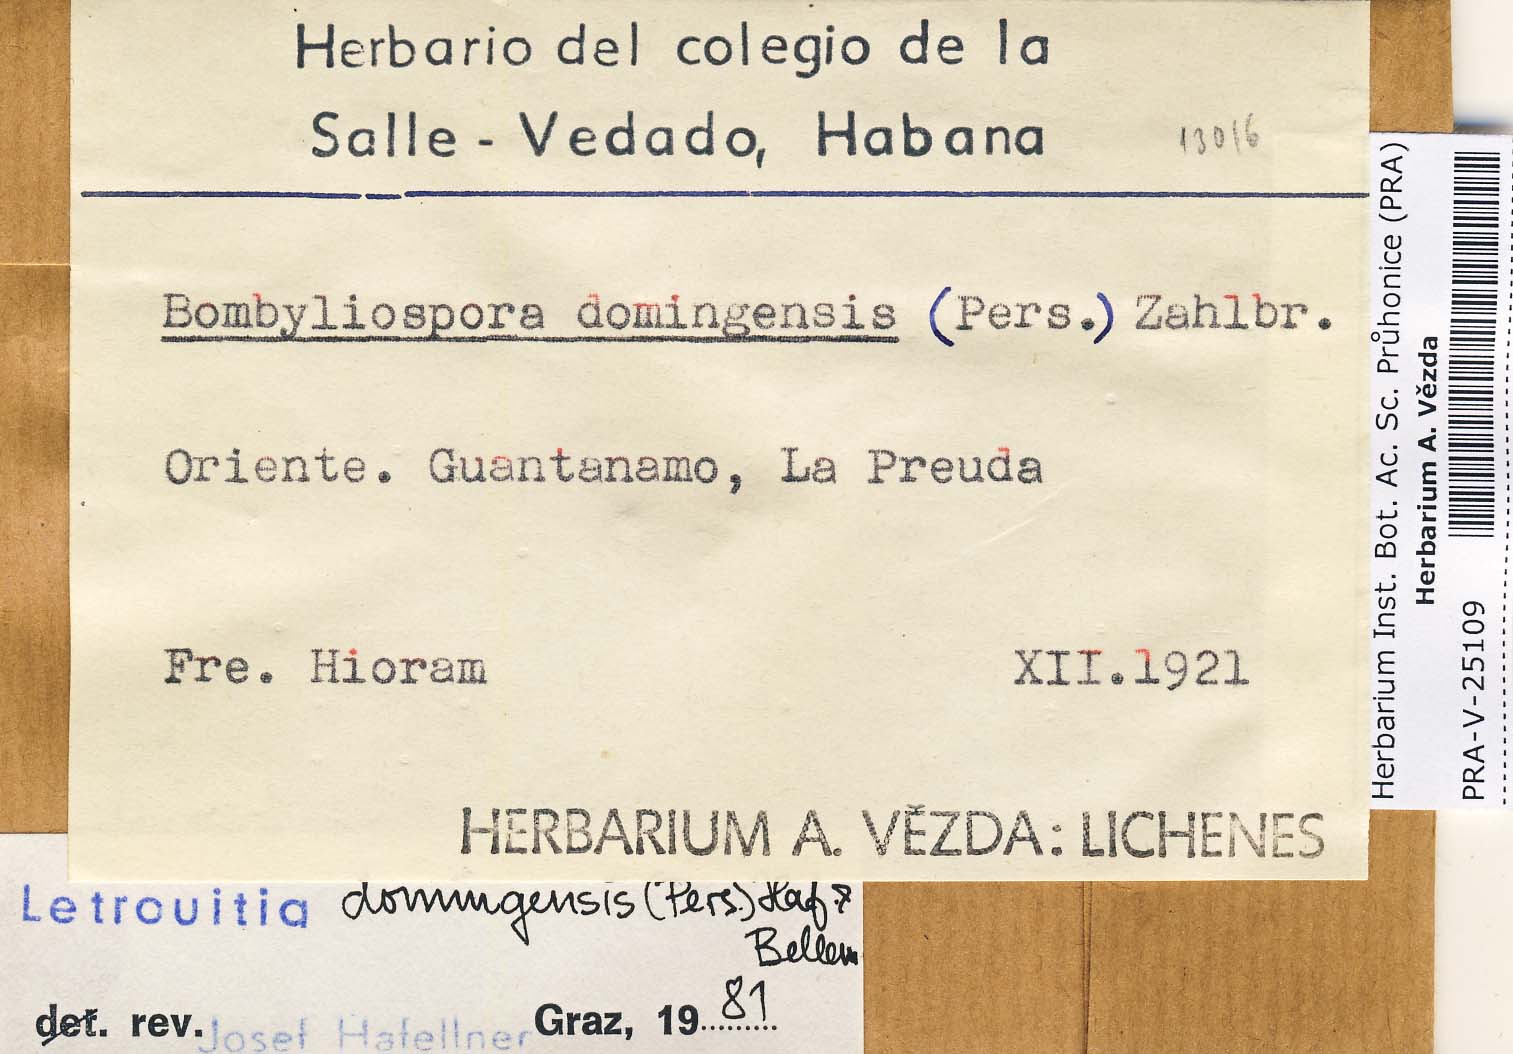 Herbario del colegio de la
Salle - Vedado, Habana
13016
Bombyliospora domingensis (Pers.) Zahlbr.
Oriente. Guantanamo, La Preuda
Fre. Hioram
XII.1921
HERBARIUM A. VĚZDA: LICHENES
Letrouitia domingensis (Pers.) Haf. &
Bellem
det. rev. Josef Hafellner Graz, 19 81
Herbarium Inst. Bot. Ac. Sc. Průhonice (PRA)
Herbarium A. Vězda
PRA-V-25109